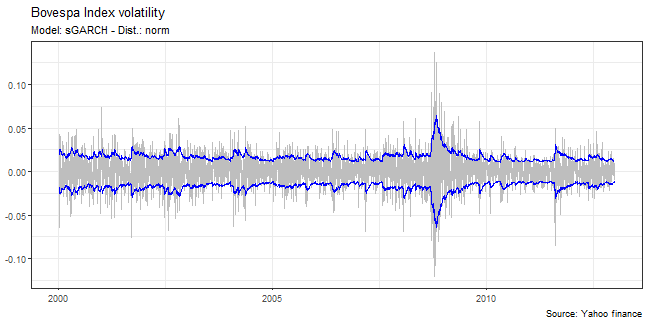 Bovespa Index volatility
Model: sGARCH - Dist.: norm
0.10
0.05
0.00
-0.05
-0.10
2000
2005
2010
Source: Yahoo finance